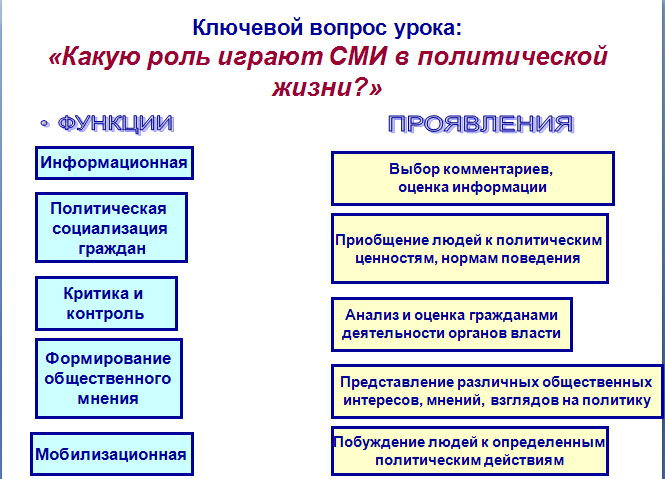 Ключевой вопрос урока:
«Какую роль играют СМИ в политической
жизни?»
• ФУНКЦИИ
ПРОЯВЛЕНИЯ
Информационная
Выбор комментариев,
оценка информации
Политическая
социализация
граждан
Приобщение людей к политическим
ценностям, нормам поведения
Критика и
контроль
Анализ и оценка гражданами
деятельности органов власти
Формирование
общественного
мнения
Представление различных общественных
интересов, мнений, взглядов на политику
Мобилизационная
Побуждение людей к определенным
политическим действиям